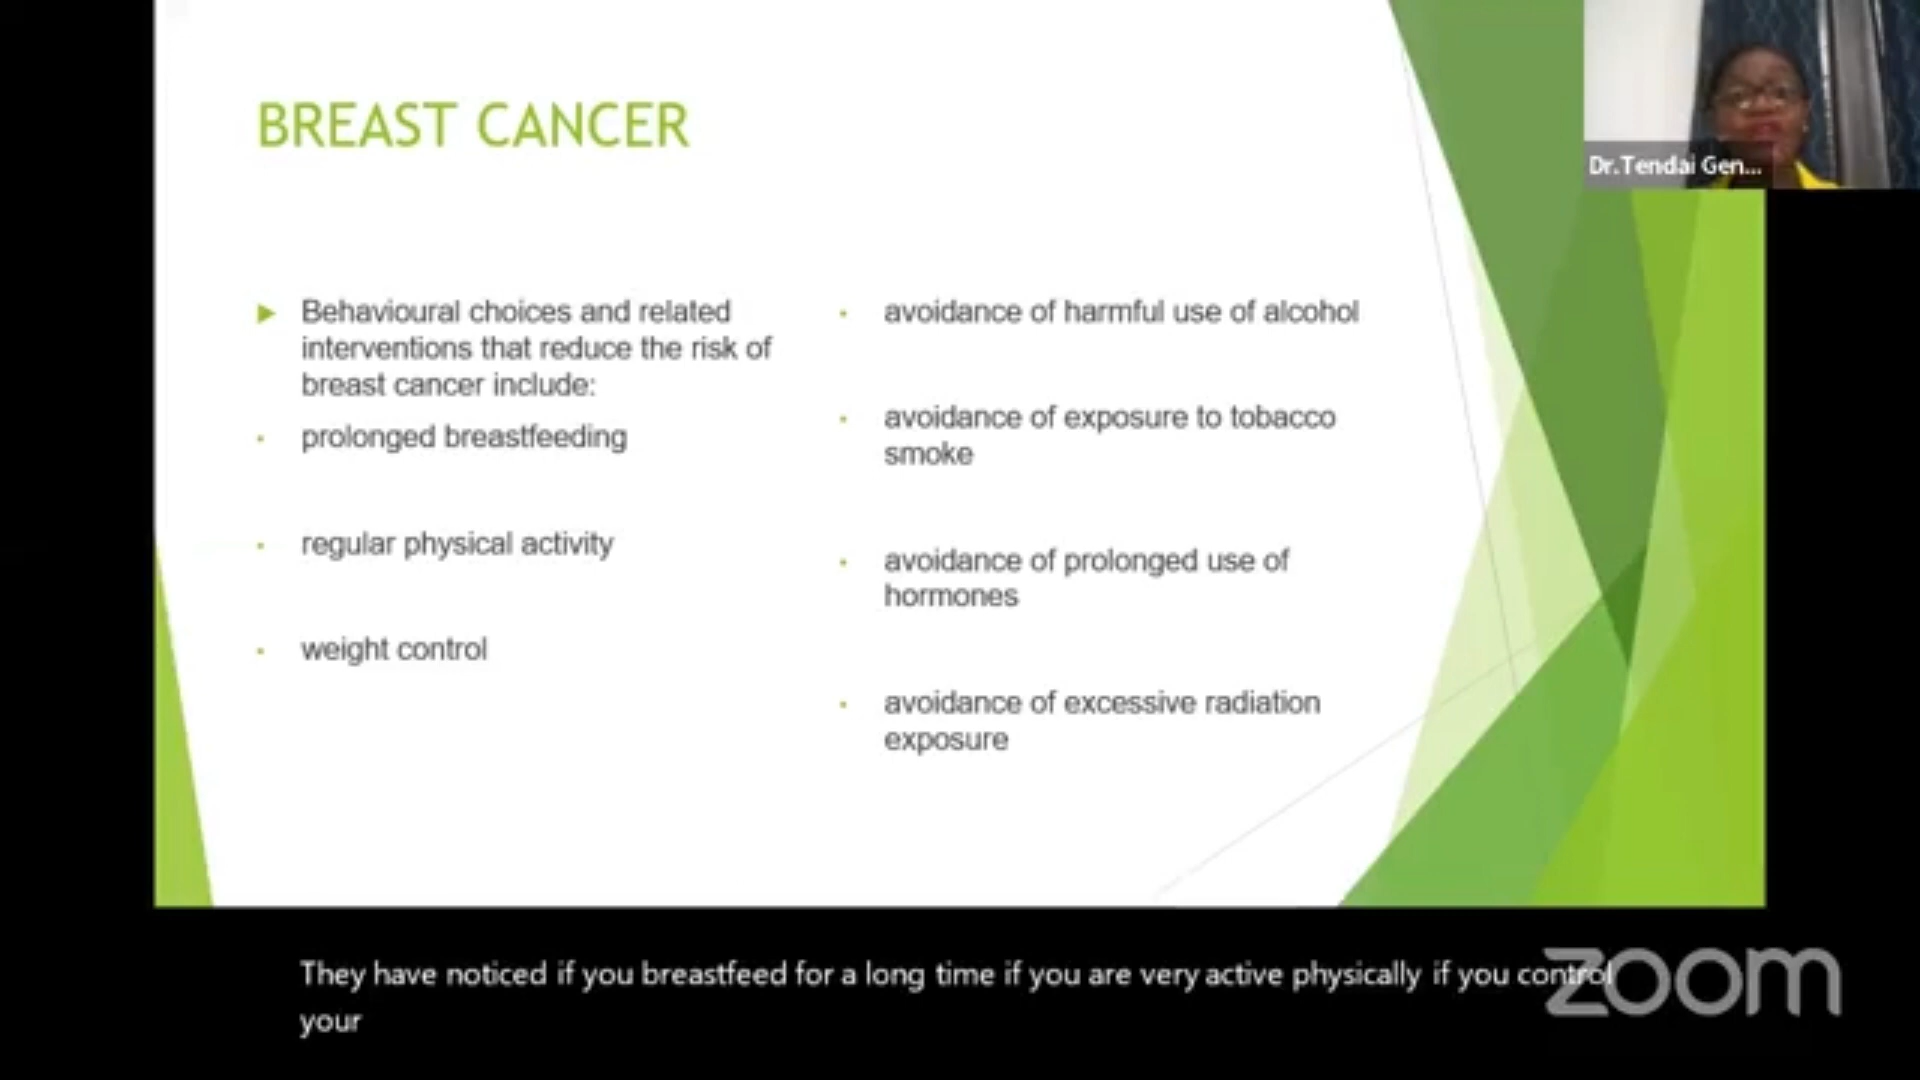 BREAST CANCER
Behavioural choices and related
interventions that reduce the risk of
breast cancer include:
prolonged breastfeeding
regular physical activity
weight control
avoidance of harmful use of alcohol
avoidance of exposure to tobacco
smoke
avoidance of prolonged use of
hormones
avoidance of excessive radiation
exposure
Dr.Tendai Gen...
They have noticed if you breastfeed for a long time if you are very active physically if you control
your
zoom